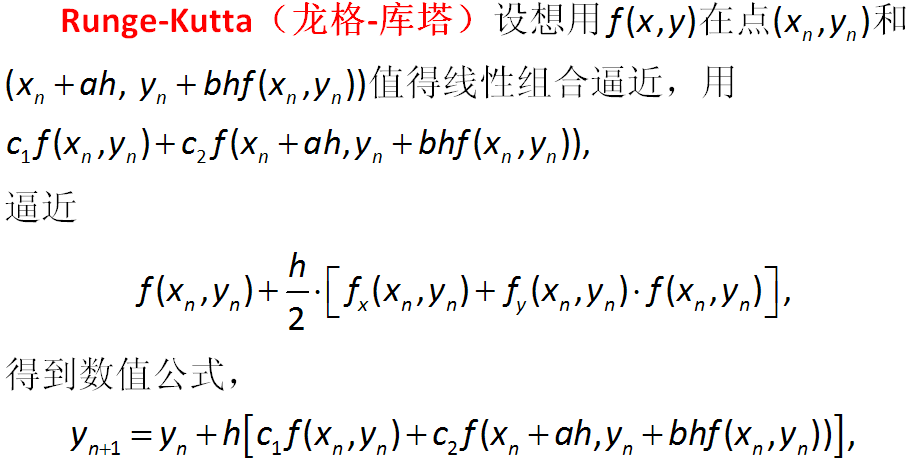 Runge-Kutta（龙格-库塔）设想用f(x,y)在点(xₙ,yₙ)和
(xₙ+ah, yₙ+bhf(xₙ,yₙ))值得线性组合逼近，用
c₁f(xₙ,yₙ)+c₂f(xₙ+ah,yₙ+bhf(xₙ,yₙ)),
逼近
f(xₙ,yₙ)+h/2·[fₓ(xₙ,yₙ)+f_y(xₙ,yₙ)·f(xₙ,yₙ)],
得到数值公式，
yₙ₊₁=yₙ+h[c₁f(xₙ,yₙ)+c₂f(xₙ+ah,yₙ+bhf(xₙ,yₙ))],